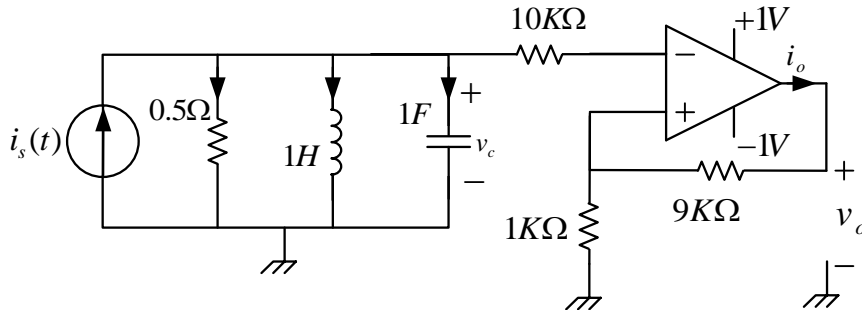 10KΩ
+1V
i_o
0.5Ω
1F
+
−
i_s(t)
1H
v_c
+
−
−1V
+
1KΩ
9KΩ
v_o
−
−